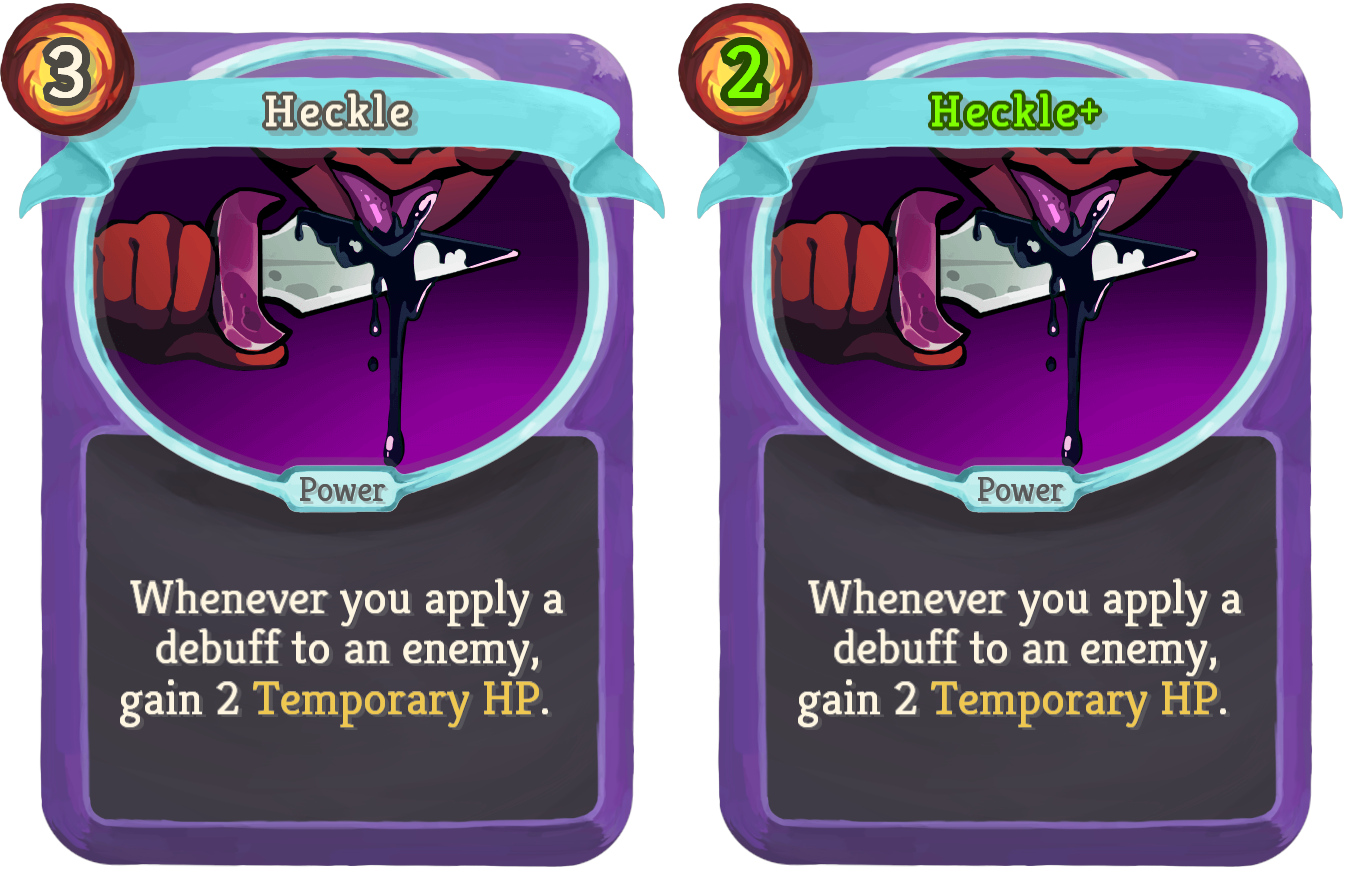 3
Heckle
Power
Whenever you apply a
debuff to an enemy,
gain 2 Temporary HP.
2
Heckle+
Power
Whenever you apply a
debuff to an enemy,
gain 2 Temporary HP.